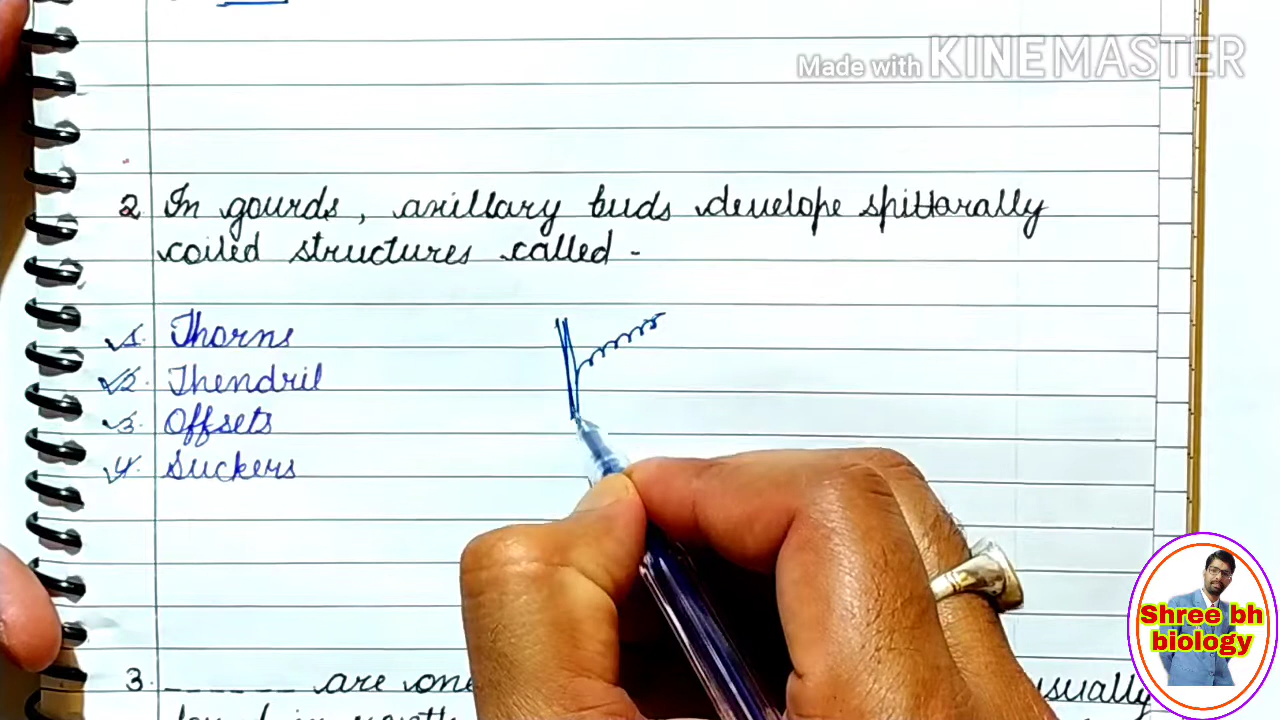 Made with KINEMASTER
2. In gourds, axillary buds develope spittarally
coiled structures called -
1. Thorns
2. Thendril
3. Offsets
4. Suckers
3. ______ are one usually
Shree bh
biology